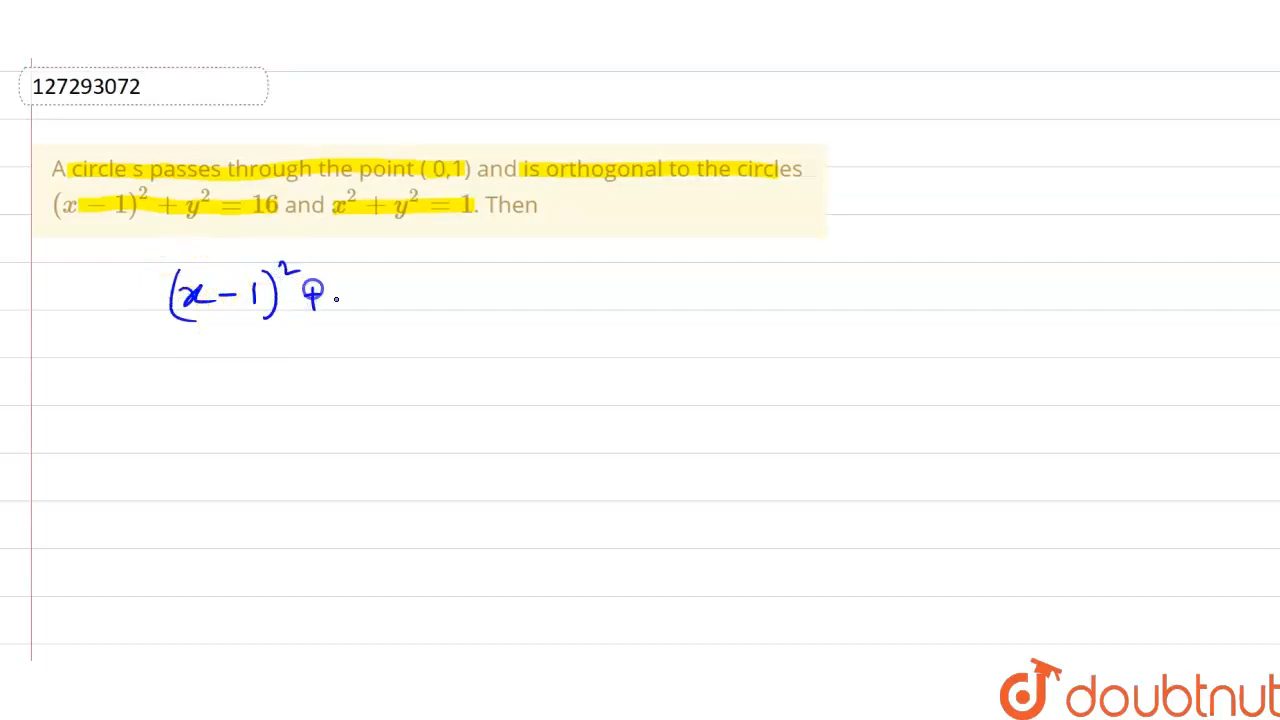 127293072
A circle s passes through the point ( 0,1) and is orthogonal to the circles
(x − 1)² + y² = 16 and x² + y² = 1. Then
(x − 1)² +
doubtnut